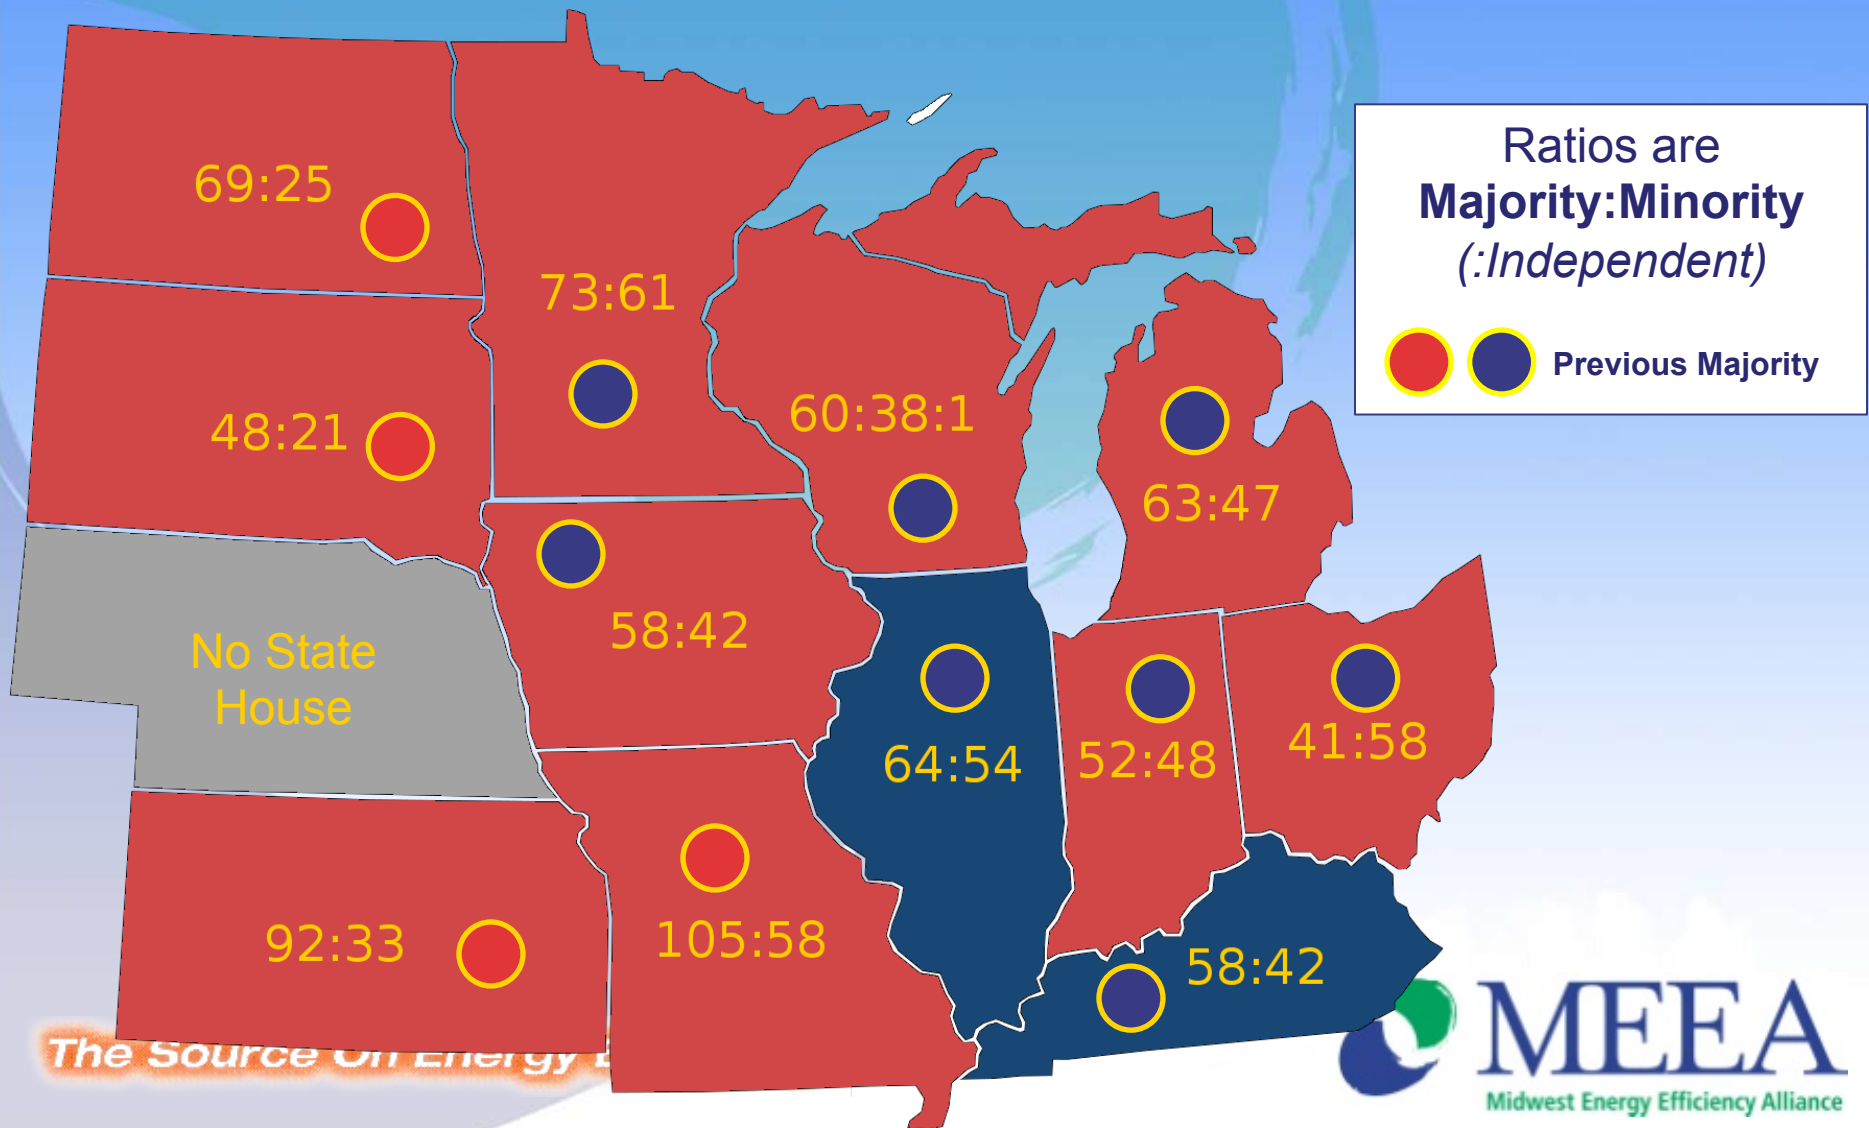 69:25
73:61
48:21
60:38:1
63:47
No State
House
58:42
64:54
52:48
41:58
92:33
105:58
58:42
Ratios are
Majority:Minority
(:Independent)
Previous Majority
The Source On Energy
MEEA
Midwest Energy Efficiency Alliance